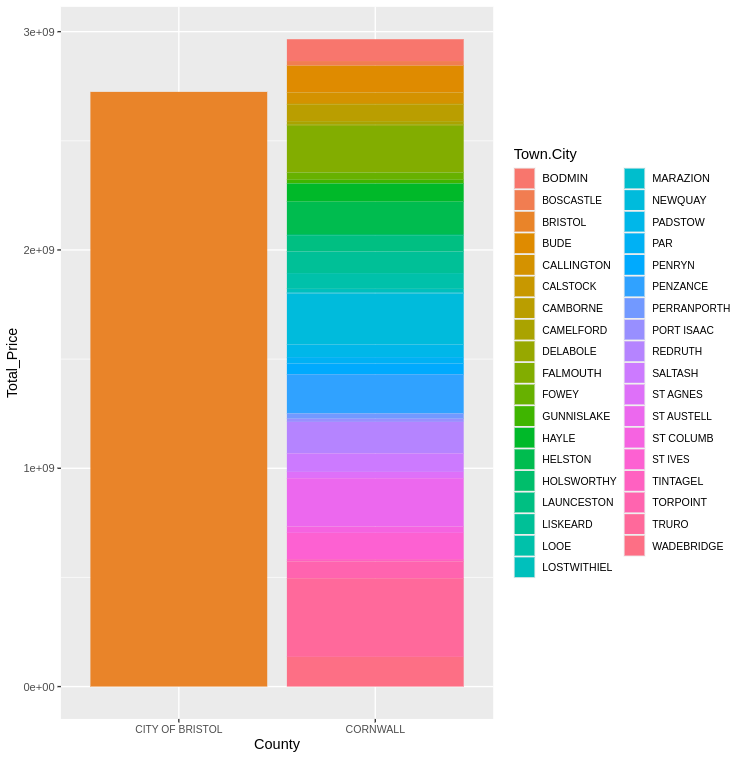 3e+09
2e+09
1e+09
0e+00
Total_Price
CITY OF BRISTOL
CORNWALL
County
Town.City
BODMIN
BOSCASTLE
BRISTOL
BUDE
CALLINGTON
CALSTOCK
CAMBORNE
CAMELFORD
DELABOLE
FALMOUTH
FOWEY
GUNNISLAKE
HAYLE
HELSTON
HOLSWORTHY
LAUNCESTON
LISKEARD
LOOE
LOSTWITHIEL
MARAZION
NEWQUAY
PADSTOW
PAR
PENRYN
PENZANCE
PERRANPORTH
PORT ISAAC
REDRUTH
SALTASH
ST AGNES
ST AUSTELL
ST COLUMB
ST IVES
TINTAGEL
TORPOINT
TRURO
WADEBRIDGE